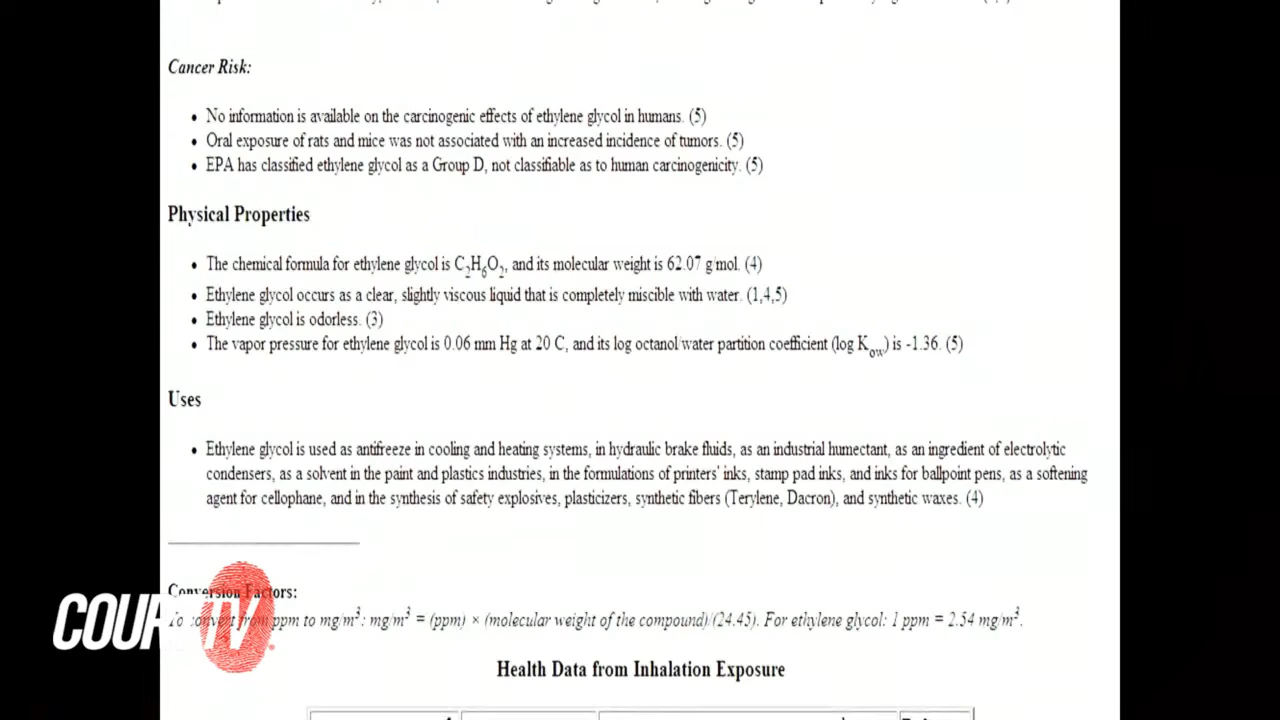 Cancer Risk:
• No information is available on the carcinogenic effects of ethylene glycol in humans. (5)
• Oral exposure of rats and mice was not associated with an increased incidence of tumors. (5)
• EPA has classified ethylene glycol as a Group D, not classifiable as to human carcinogenicity. (5)
Physical Properties
• The chemical formula for ethylene glycol is C₂H₆O₂, and its molecular weight is 62.07 g/mol. (4)
• Ethylene glycol occurs as a clear, slightly viscous liquid that is completely miscible with water. (1,4,5)
• Ethylene glycol is odorless. (3)
• The vapor pressure for ethylene glycol is 0.06 mm Hg at 20 C, and its log octanol/water partition coefficient (log Kow) is -1.36. (5)
Uses
• Ethylene glycol is used as antifreeze in cooling and heating systems, in hydraulic brake fluids, as an industrial humectant, as an ingredient of electrolytic
condensers, as a solvent in the paint and plastics industries, in the formulations of printers' inks, stamp pad inks, and inks for ballpoint pens, as a softening
agent for cellophane, and in the synthesis of safety explosives, plasticizers, synthetic fibers (Terylene, Dacron), and synthetic waxes. (4)
Conversion Factors:
To convert from ppm to mg/m³: mg/m³ = (ppm) × (molecular weight of the compound)/(24.45). For ethylene glycol: 1 ppm = 2.54 mg/m³.
COURT TV
Health Data from Inhalation Exposure